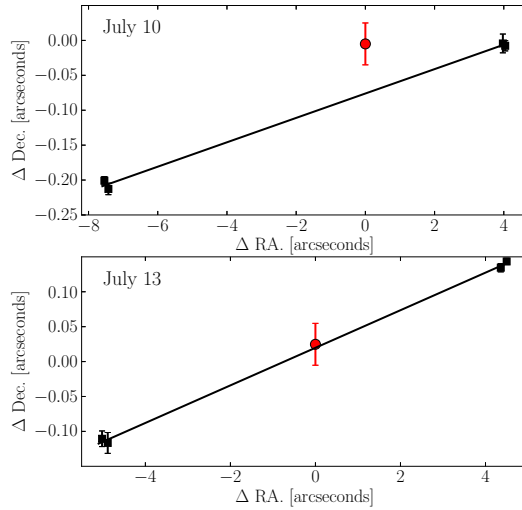 July 10
0.00
−0.05
−0.10
−0.15
−0.20
−0.25
Δ Dec. [arcseconds]
−8 −6 −4 −2 0 2 4
Δ RA. [arcseconds]
July 13
0.10
0.05
0.00
−0.05
−0.10
Δ Dec. [arcseconds]
−4 −2 0 2 4
Δ RA. [arcseconds]